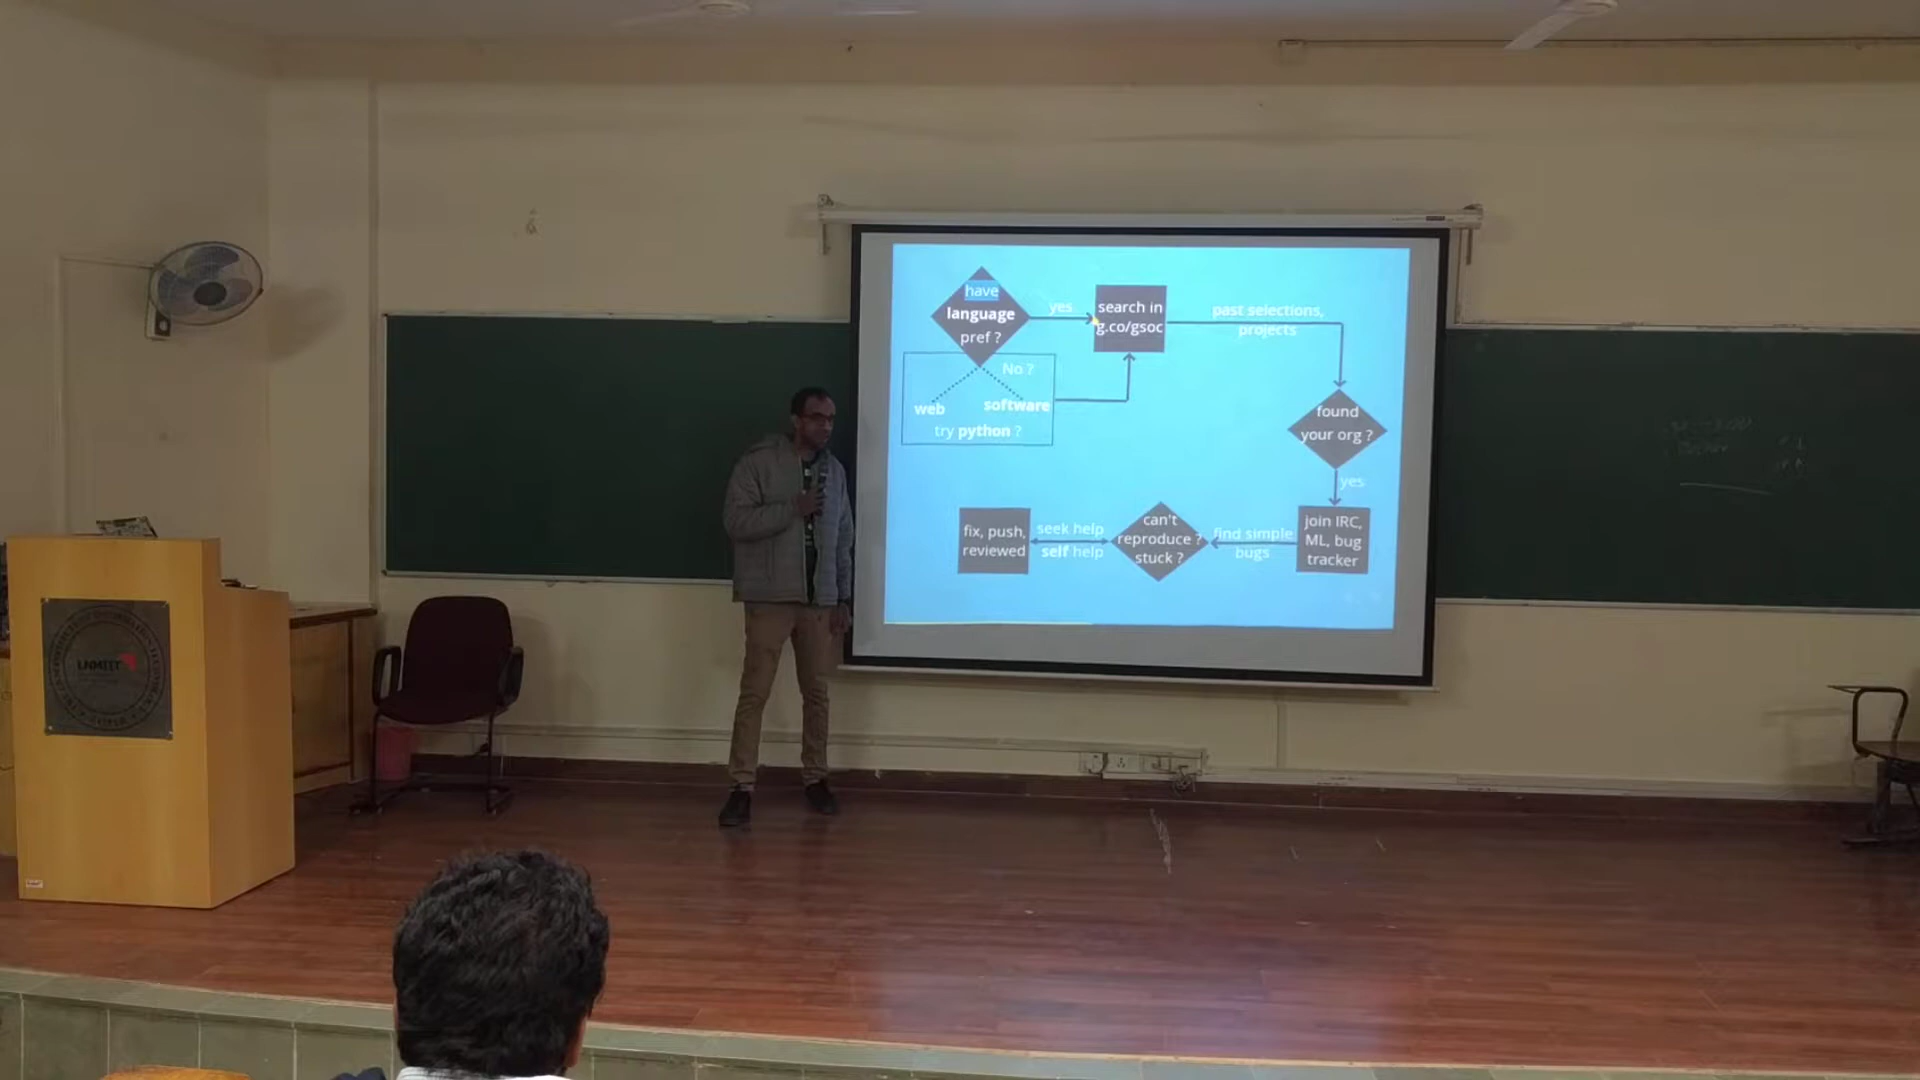 have
language
pref ?
yes
search in
g.co/gsoc
past selections,
projects
No ?
web
software
try python ?
found
your org ?
yes
join IRC,
ML, bug
tracker
find simple
bugs
can't
reproduce ?
stuck ?
seek help
self help
fix, push,
reviewed